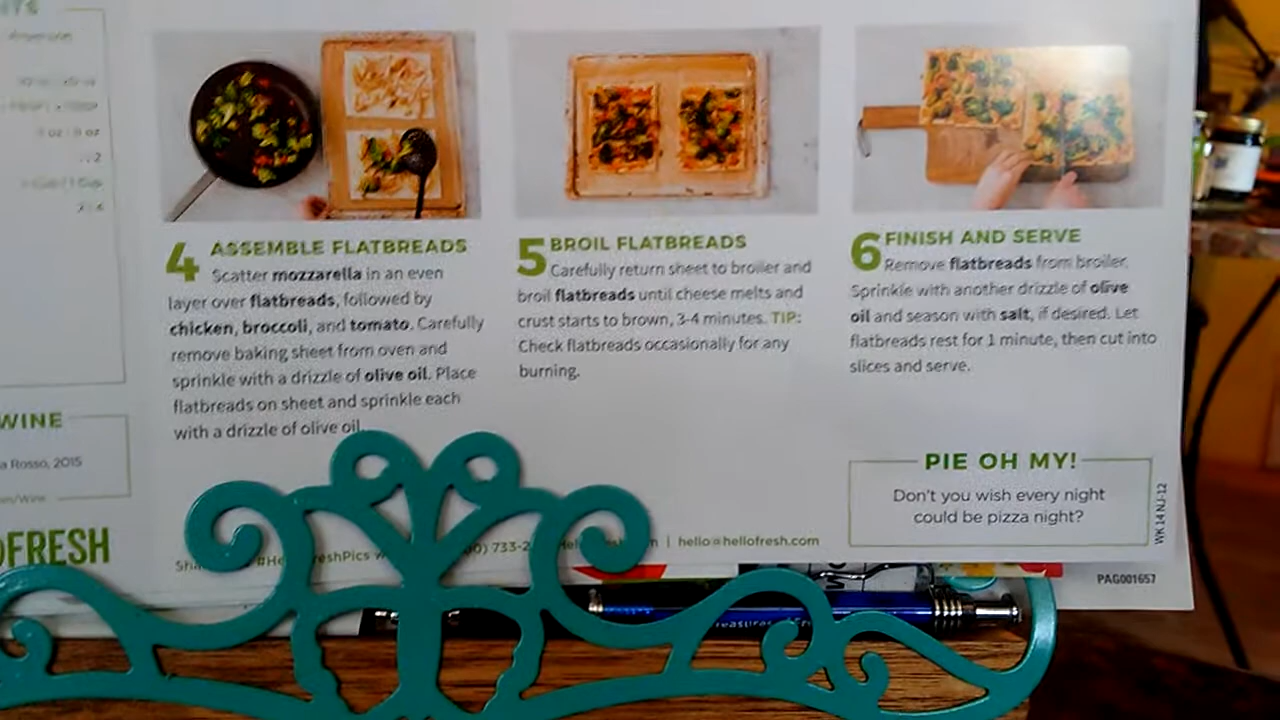 4 ASSEMBLE FLATBREADS
Scatter mozzarella in an even
layer over flatbreads, followed by
chicken, broccoli, and tomato. Carefully
remove baking sheet from oven and
sprinkle with a drizzle of olive oil. Place
flatbreads on sheet and sprinkle each
with a drizzle of olive oil.
5 BROIL FLATBREADS
Carefully return sheet to broiler and
broil flatbreads until cheese melts and
crust starts to brown, 3-4 minutes. TIP:
Check flatbreads occasionally for any
burning.
6 FINISH AND SERVE
Remove flatbreads from broiler.
Sprinkle with another drizzle of olive
oil and season with salt, if desired. Let
flatbreads rest for 1 minute, then cut into
slices and serve.
WINE
Rosso, 2015
FRESH
| hello@hellofresh.com
PIE OH MY!
Don't you wish every night
could be pizza night?
WK 14 NJ-12
PAG001657